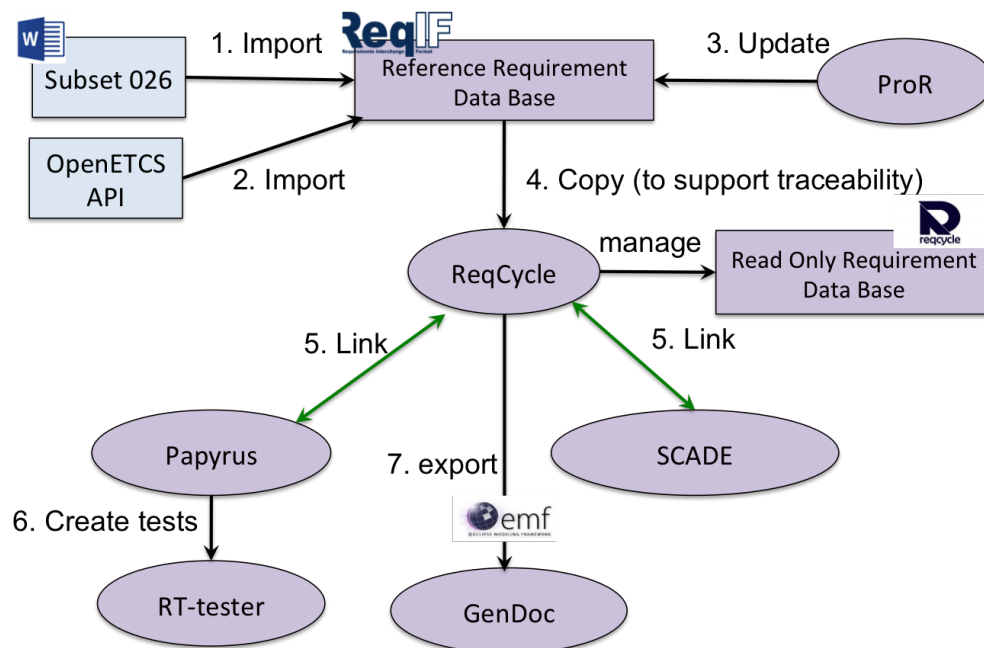 W
ReqIF
Requirements Interchange Format
1. Import
3. Update
Subset 026
Reference Requirement
Data Base
ProR
OpenETCS
API
2. Import
4. Copy (to support traceability)
reqcycle
manage
ReqCycle
Read Only Requirement
Data Base
5. Link
5. Link
Papyrus
7. export
SCADE
emf
ECLIPSE MODELING FRAMEWORK
6. Create tests
RT-tester
GenDoc